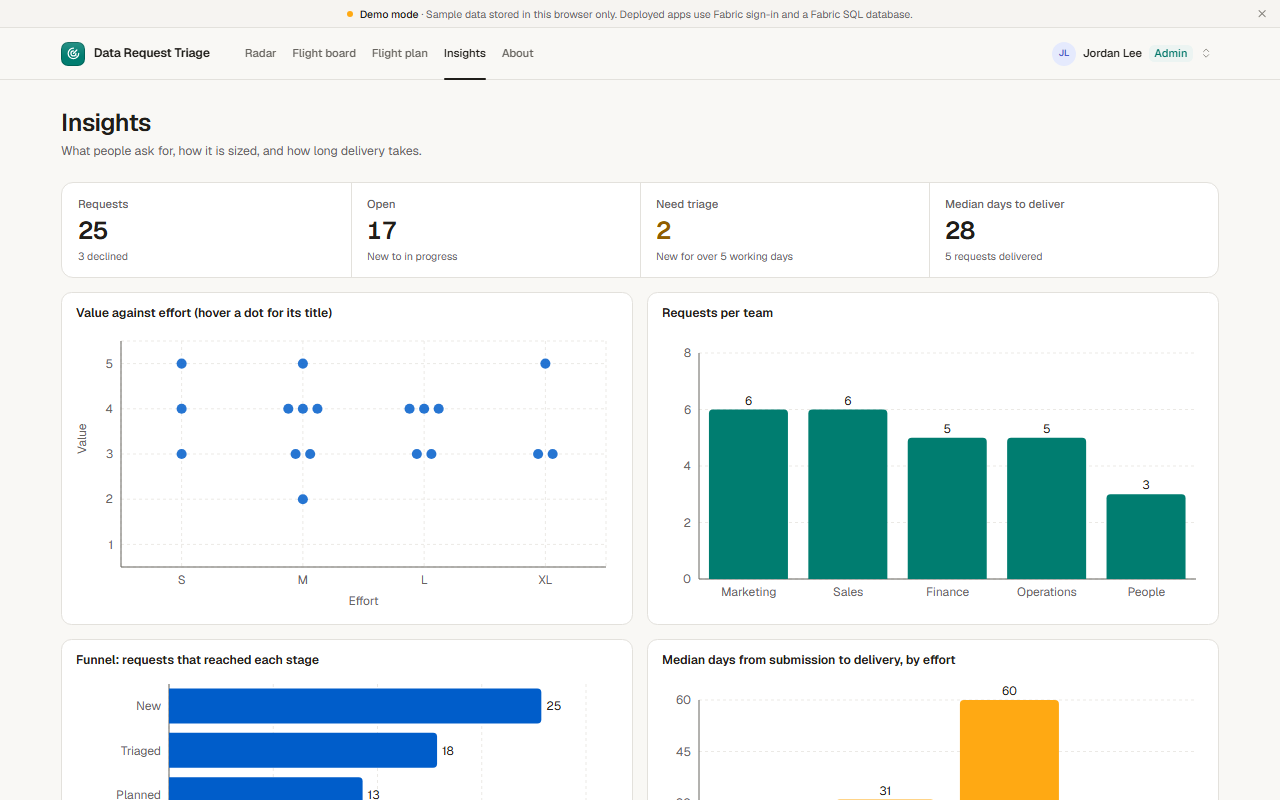 Demo mode · Sample data stored in this browser only. Deployed apps use Fabric sign-in and a Fabric SQL database.
Data Request Triage
Radar
Flight board
Flight plan
Insights
About
JL
Jordan Lee
Admin
Insights
What people ask for, how it is sized, and how long delivery takes.
Requests
25
3 declined
Open
17
New to in progress
Need triage
2
New for over 5 working days
Median days to deliver
28
5 requests delivered
Value against effort (hover a dot for its title)
5
4
3
2
1
Value
S
M
L
XL
Effort
Requests per team
8
6
4
2
0
6
6
5
5
3
Marketing
Sales
Finance
Operations
People
Funnel: requests that reached each stage
New
25
Triaged
18
Planned
13
Median days from submission to delivery, by effort
60
45
60
31